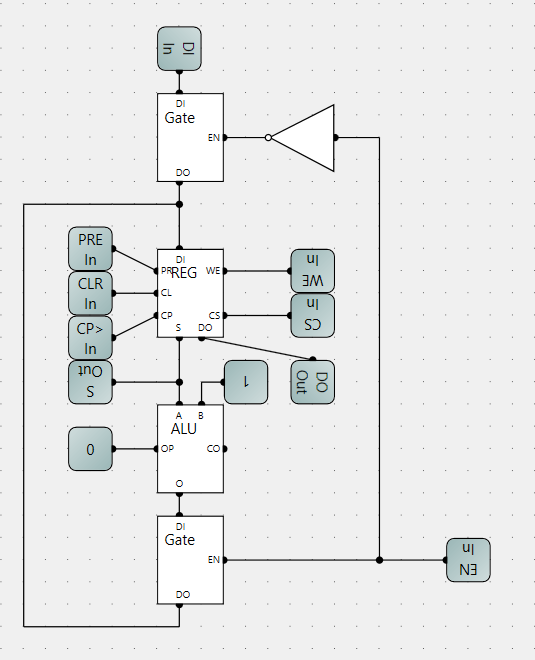 DI
In
DI
Gate
EN
DO
PRE
In
CLR
In
CP>
In
Out
S
DI
PR
REG
WE
CL
CP
CS
S
DO
In
WE
In
CS
1
DO
Out
A
B
ALU
0
OP
CO
O
DI
Gate
EN
DO
In
EN